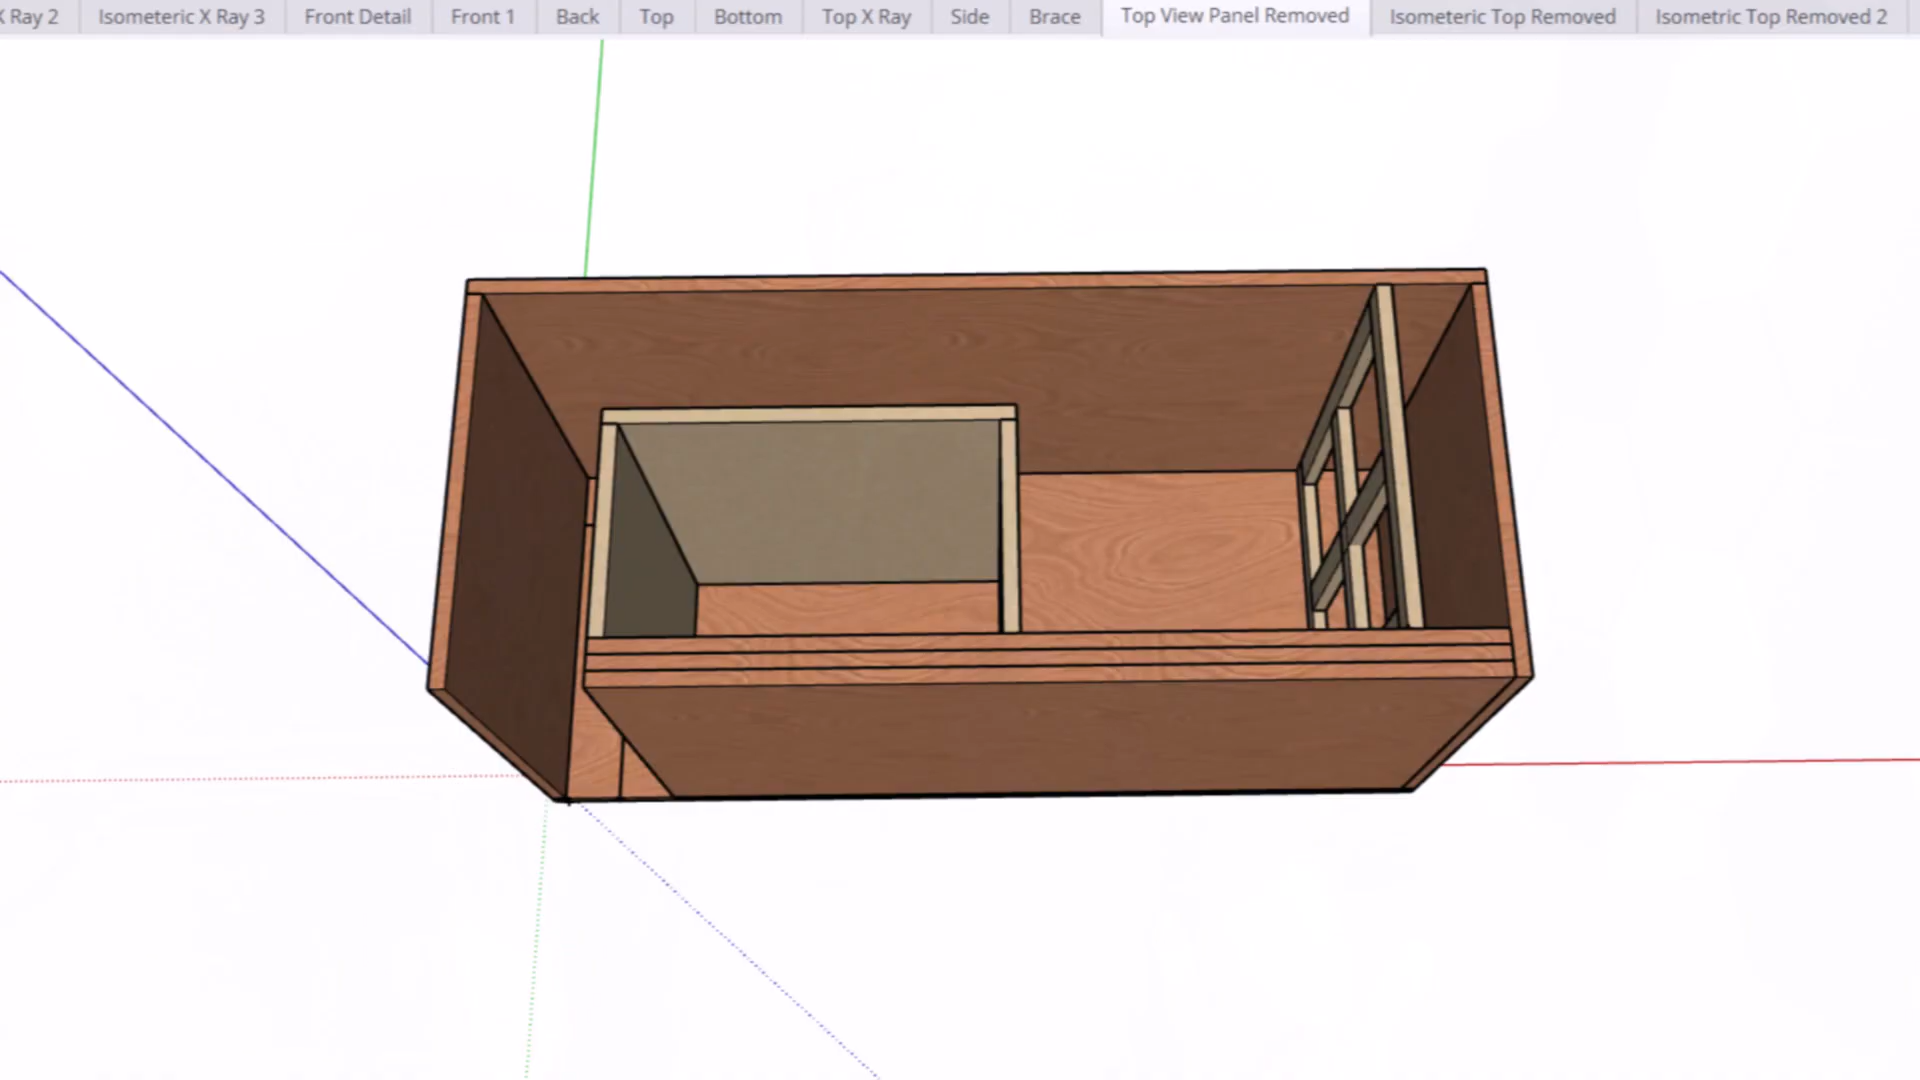 X Ray 2 Isometeric X Ray 3 Front Detail Front 1 Back Top Bottom Top X Ray Side Brace Top View Panel Removed Isometeric Top Removed Isometric Top Removed 2